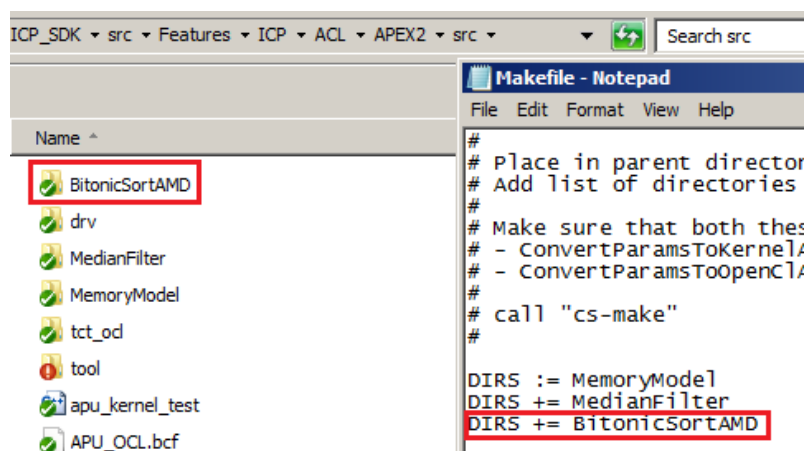 ICP_SDK ▾ src ▾ Features ▾ ICP ▾ ACL ▾ APEX2 ▾ src ▾
Search src
Name
BitonicSortAMD
drv
MedianFilter
MemoryModel
tct_ocl
tool
apu_kernel_test
APU_OCL.bcf
Makefile - Notepad
File Edit Format View Help
#
# Place in parent director
# Add list of directories
#
# Make sure that both thes
# - ConvertParamsToKernelA
# - ConvertParamsToOpenClA
#
# call "cs-make"
#
DIRS := MemoryModel
DIRS += MedianFilter
DIRS += BitonicSortAMD